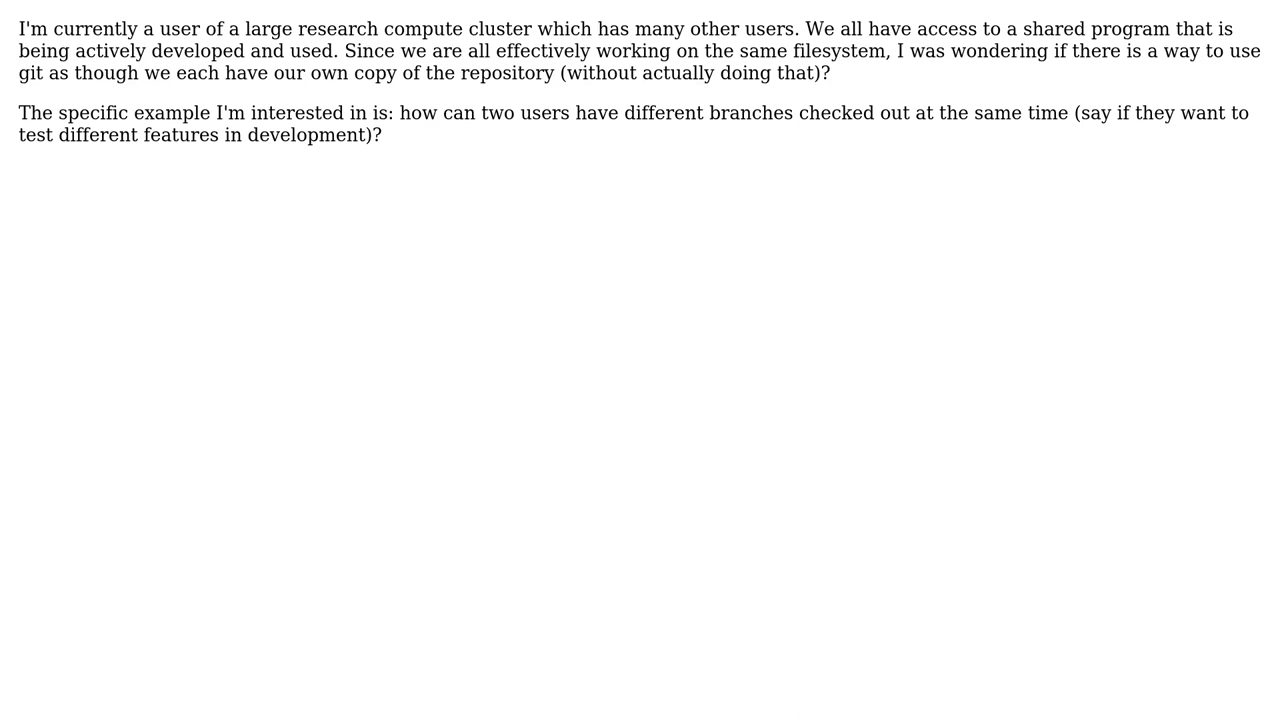 I'm currently a user of a large research compute cluster which has many other users. We all have access to a shared program that is
being actively developed and used. Since we are all effectively working on the same filesystem, I was wondering if there is a way to use
git as though we each have our own copy of the repository (without actually doing that)?
The specific example I'm interested in is: how can two users have different branches checked out at the same time (say if they want to
test different features in development)?